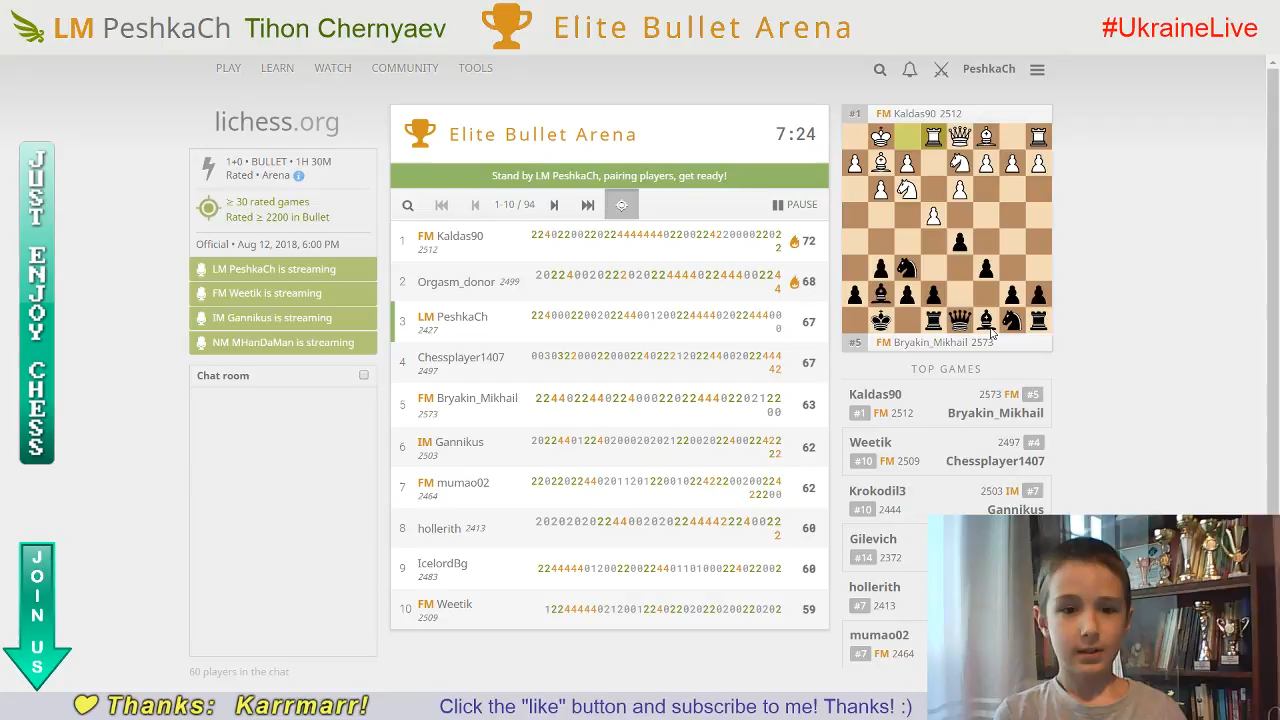 LM PeshkaCh Tihon Chernyaev
Elite Bullet Arena
#UkraineLive
PLAY LEARN WATCH COMMUNITY TOOLS
PeshkaCh
lichess.org
1+0 • BULLET • 1H 30M
Rated • Arena
≥ 30 rated games
Rated ≥ 2200 in Bullet
Official • Aug 12, 2018, 6:00 PM
LM PeshkaCh is streaming
FM Weetik is streaming
IM Gannikus is streaming
NM MHanDaMan is streaming
Chat room
60 players in the chat
JUST ENJOY CHESS
JOIN US
Elite Bullet Arena 7:24
Stand by LM PeshkaCh, pairing players, get ready!
1-10 / 94 PAUSE
1 FM Kaldas90 72
2512
2 Orgasm_donor 2499 68
3 LM PeshkaCh 67
2427
4 Chessplayer1407 67
2497
5 FM Bryakin_Mikhail 63
2573
6 IM Gannikus 62
2503
7 FM mumao02 62
2464
8 hollerith 2413 60
9 IcelordBg 60
2483
10 FM Weetik 59
2509
#1 FM Kaldas90 2512
#5 FM Bryakin_Mikhail 2573
TOP GAMES
Kaldas90 2573 FM #5
#1 FM 2512 Bryakin_Mikhail
Weetik 2497 #4
#10 FM 2509 Chessplayer1407
Krokodil3 2503 IM #7
#10 2444 Gannikus
Gilevich
#14 2372
hollerith
#7 2413
mumao02
#7 FM 2464
Thanks: Karrmarr!
Click the "like" button and subscribe to me! Thanks! :)